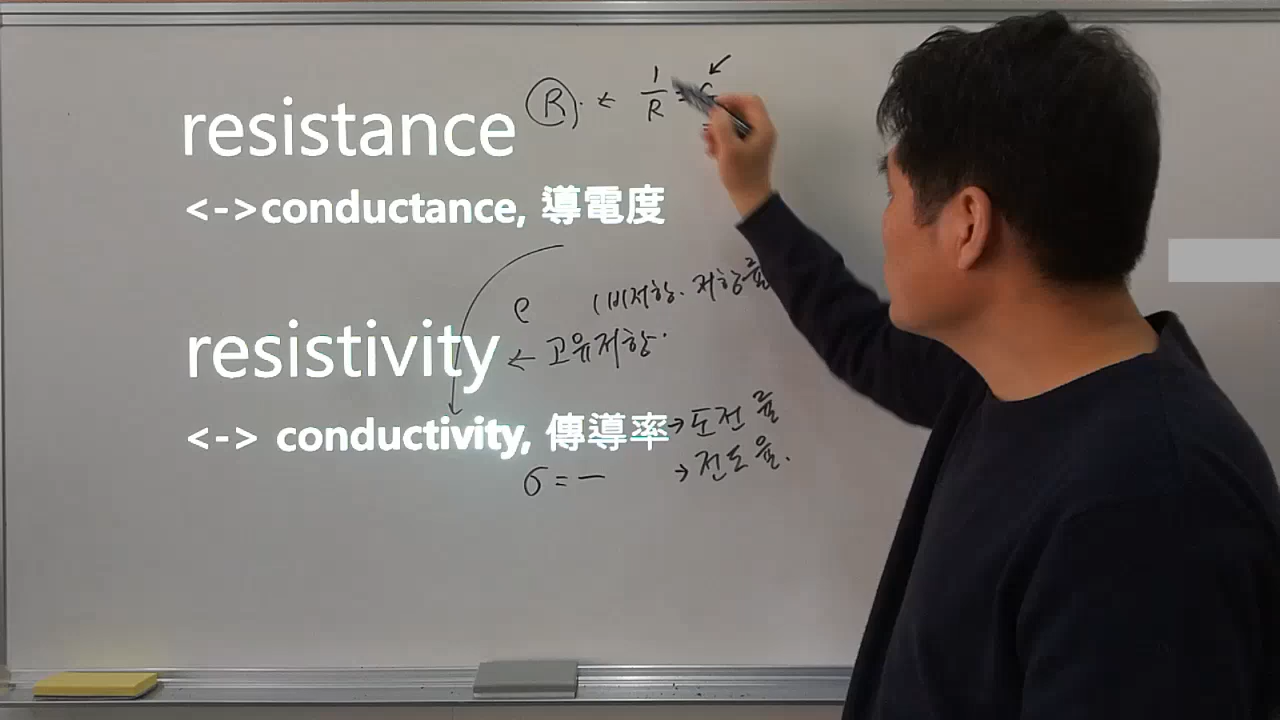 resistance R ← 1/R =
<->conductance, 導電度
ρ (비저항. 저항률
resistivity ← 고유저항.
<-> conductivity, 傳導率 → 도전률
σ = — → 전도율.